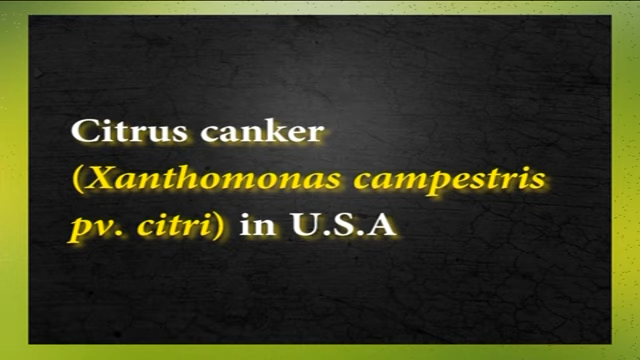 Citrus canker
(Xanthomonas campestris
pv. citri) in U.S.A